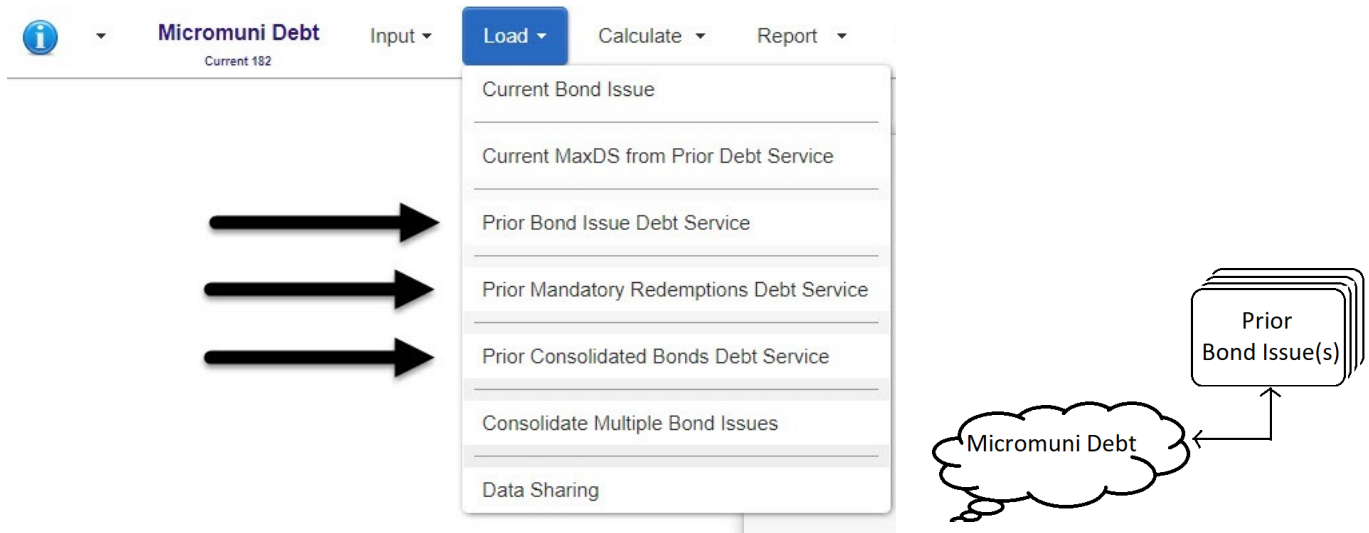 Micromuni Debt
Current 182
Input
Load
Calculate
Report
Current Bond Issue
Current MaxDS from Prior Debt Service
Prior Bond Issue Debt Service
Prior Mandatory Redemptions Debt Service
Prior Consolidated Bonds Debt Service
Consolidate Multiple Bond Issues
Data Sharing
Prior
Bond Issue(s)
Micromuni Debt